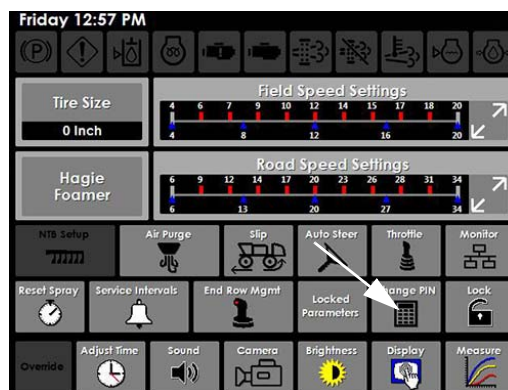 Friday 12:57 PM
Tire Size
0 Inch
Field Speed Settings
4 6 7 9 10 12 14 15 17 18 20
4 8 12 16 20
Hagie
Foamer
Road Speed Settings
6 9 12 14 17 20 23 26 28 31 34
6 13 20 27 34
NTB Setup
Air Purge
Slip
Auto Steer
Throttle
Monitor
Reset Spray
Service Intervals
End Row Mgmt
Locked
Parameters
hange PIN
Lock
Override
Adjust Time
Sound
Camera
Brightness
Display
Measure